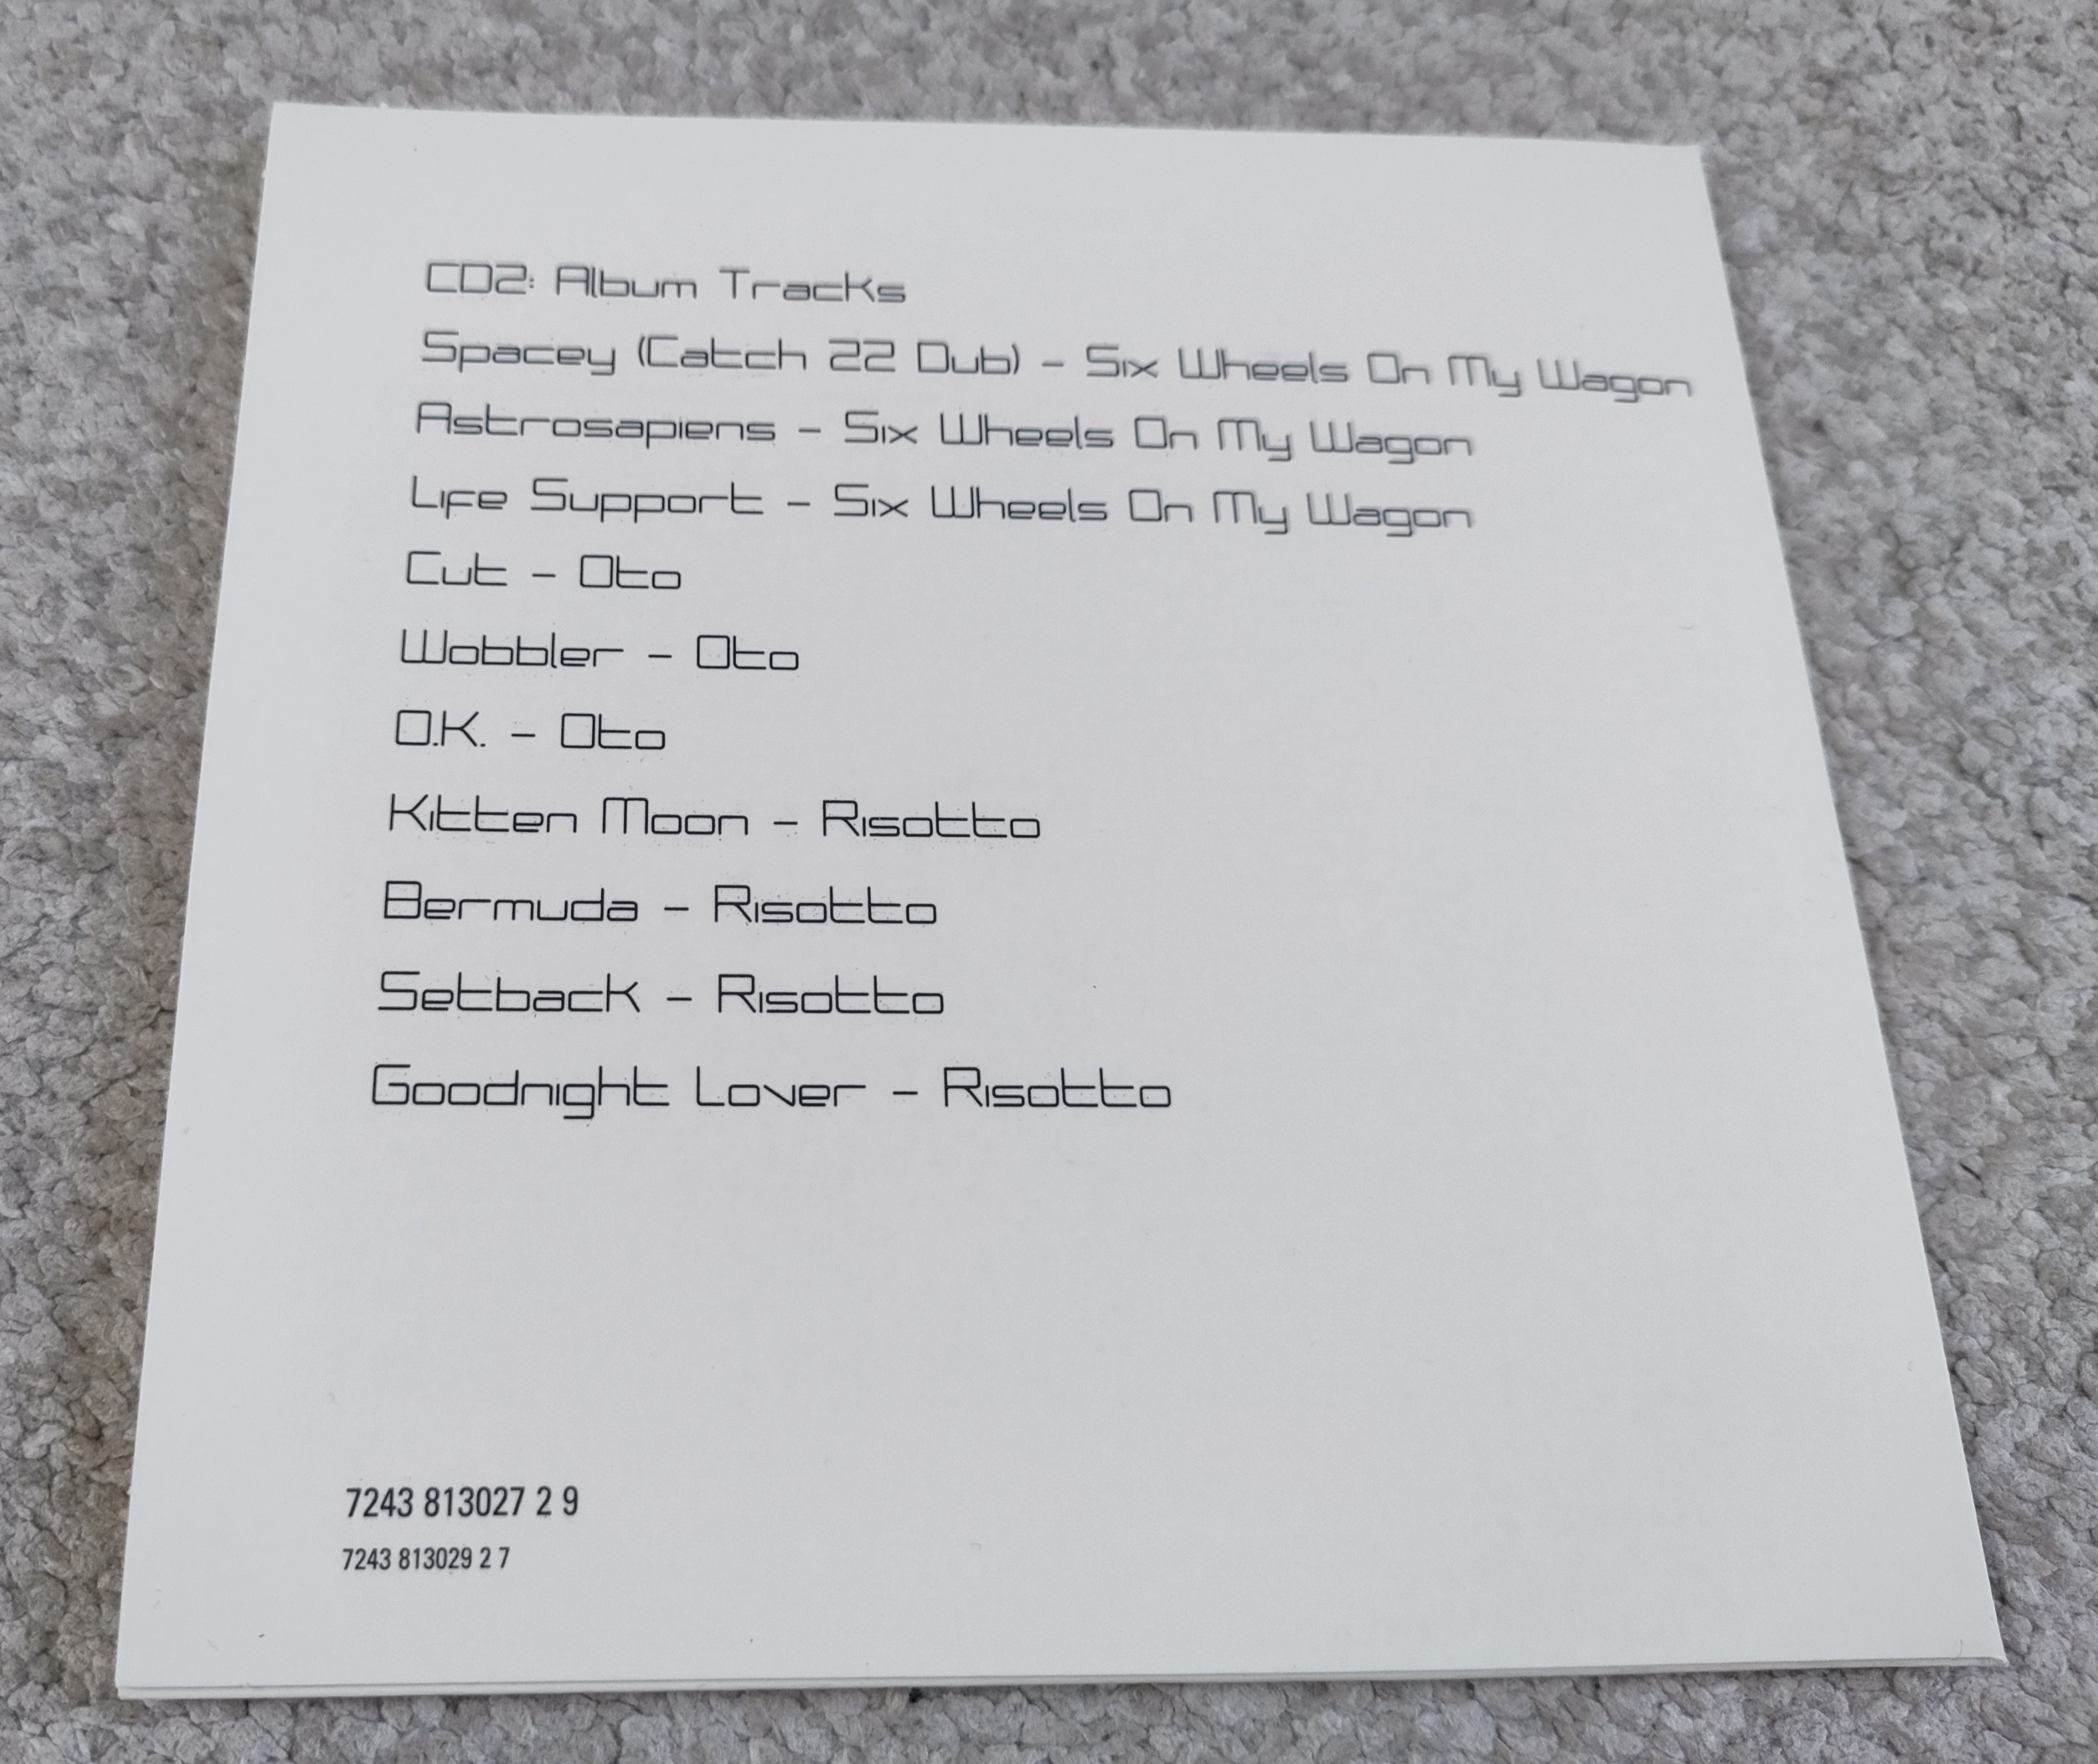 CD2: Album Tracks
Spacey (Catch 22 Dub) - Six Wheels On My Wagon
Astrosapiens - Six Wheels On My Wagon
Life Support - Six Wheels On My Wagon
Cut - Oto
Wobbler - Oto
O.K. - Oto
Kitten Moon - Risotto
Bermuda - Risotto
Setback - Risotto
Goodnight Lover - Risotto
7243 813027 2 9
7243 813029 2 7